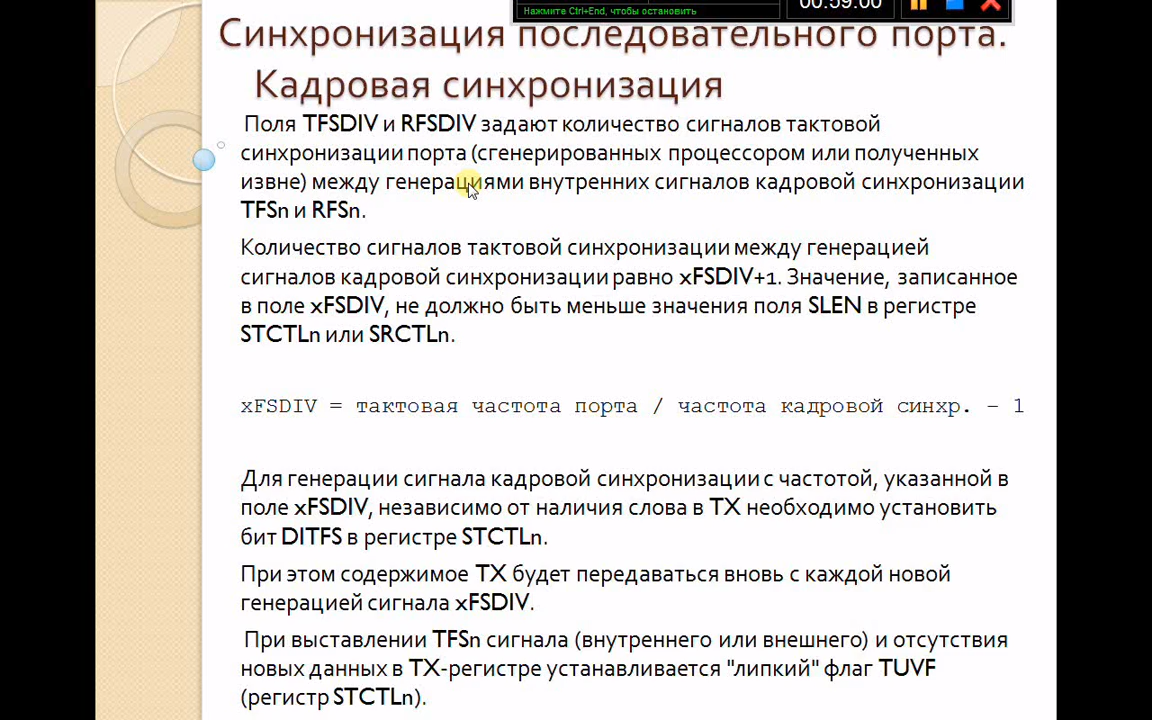 Нажмите Ctrl+End, чтобы остановить
00:59:00
Синхронизация последовательного порта.
Кадровая синхронизация
Поля TFSDIV и RFSDIV задают количество сигналов тактовой
синхронизации порта (сгенерированных процессором или полученных
извне) между генерациями внутренних сигналов кадровой синхронизации
TFSn и RFSn.
Количество сигналов тактовой синхронизации между генерацией
сигналов кадровой синхронизации равно xFSDIV+1. Значение, записанное
в поле xFSDIV, не должно быть меньше значения поля SLEN в регистре
STCTLn или SRCTLn.
xFSDIV = тактовая частота порта / частота кадровой синхр. – 1
Для генерации сигнала кадровой синхронизации с частотой, указанной в
поле xFSDIV, независимо от наличия слова в TX необходимо установить
бит DITFS в регистре STCTLn.
При этом содержимое TX будет передаваться вновь с каждой новой
генерацией сигнала xFSDIV.
При выставлении TFSn сигнала (внутреннего или внешнего) и отсутствия
новых данных в TX-регистре устанавливается "липкий" флаг TUVF
(регистр STCTLn).